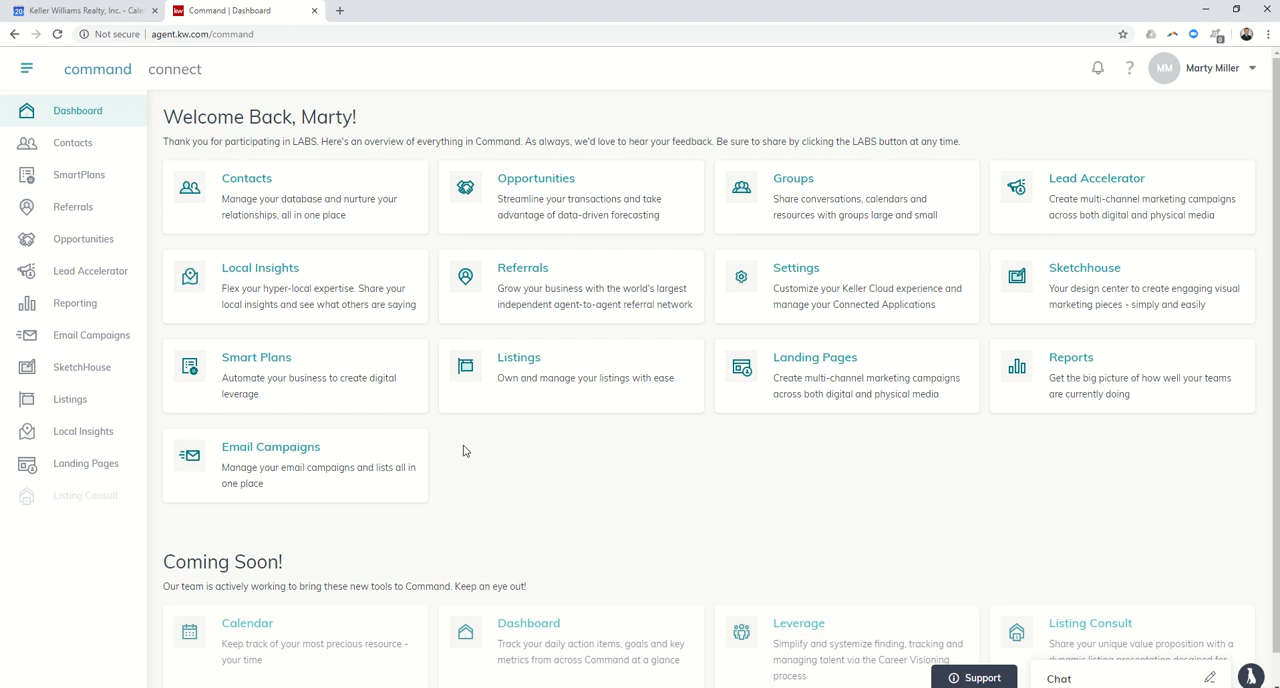 Keller Williams Realty, Inc. - Cale
Command | Dashboard
Not secure | agent.kw.com/command
command connect
MM Marty Miller
Dashboard
Contacts
SmartPlans
Referrals
Opportunities
Lead Accelerator
Reporting
Email Campaigns
SketchHouse
Listings
Local Insights
Landing Pages
Listing Consult
Welcome Back, Marty!
Thank you for participating in LABS. Here's an overview of everything in Command. As always, we'd love to hear your feedback. Be sure to share by clicking the LABS button at any time.
Contacts
Manage your database and nurture your
relationships, all in one place
Opportunities
Streamline your transactions and take
advantage of data-driven forecasting
Groups
Share conversations, calendars and
resources with groups large and small
Lead Accelerator
Create multi-channel marketing campaigns
across both digital and physical media
Local Insights
Flex your hyper-local expertise. Share your
local insights and see what others are saying
Referrals
Grow your business with the world's largest
independent agent-to-agent referral network
Settings
Customize your Keller Cloud experience and
manage your Connected Applications
Sketchhouse
Your design center to create engaging visual
marketing pieces - simply and easily
Smart Plans
Automate your business to create digital
leverage
Listings
Own and manage your listings with ease
Landing Pages
Create multi-channel marketing campaigns
across both digital and physical media
Reports
Get the big picture of how well your teams
are currently doing
Email Campaigns
Manage your email campaigns and lists all in
one place
Coming Soon!
Our team is actively working to bring these new tools to Command. Keep an eye out!
Calendar
Keep track of your most precious resource -
your time
Dashboard
Track your daily action items, goals and key
metrics from across Command at a glance
Leverage
Simplify and systemize finding, tracking and
managing talent via the Career Visioning
process
Listing Consult
Share your unique value proposition with a
dynamic listing presentation designed for
Support
Chat